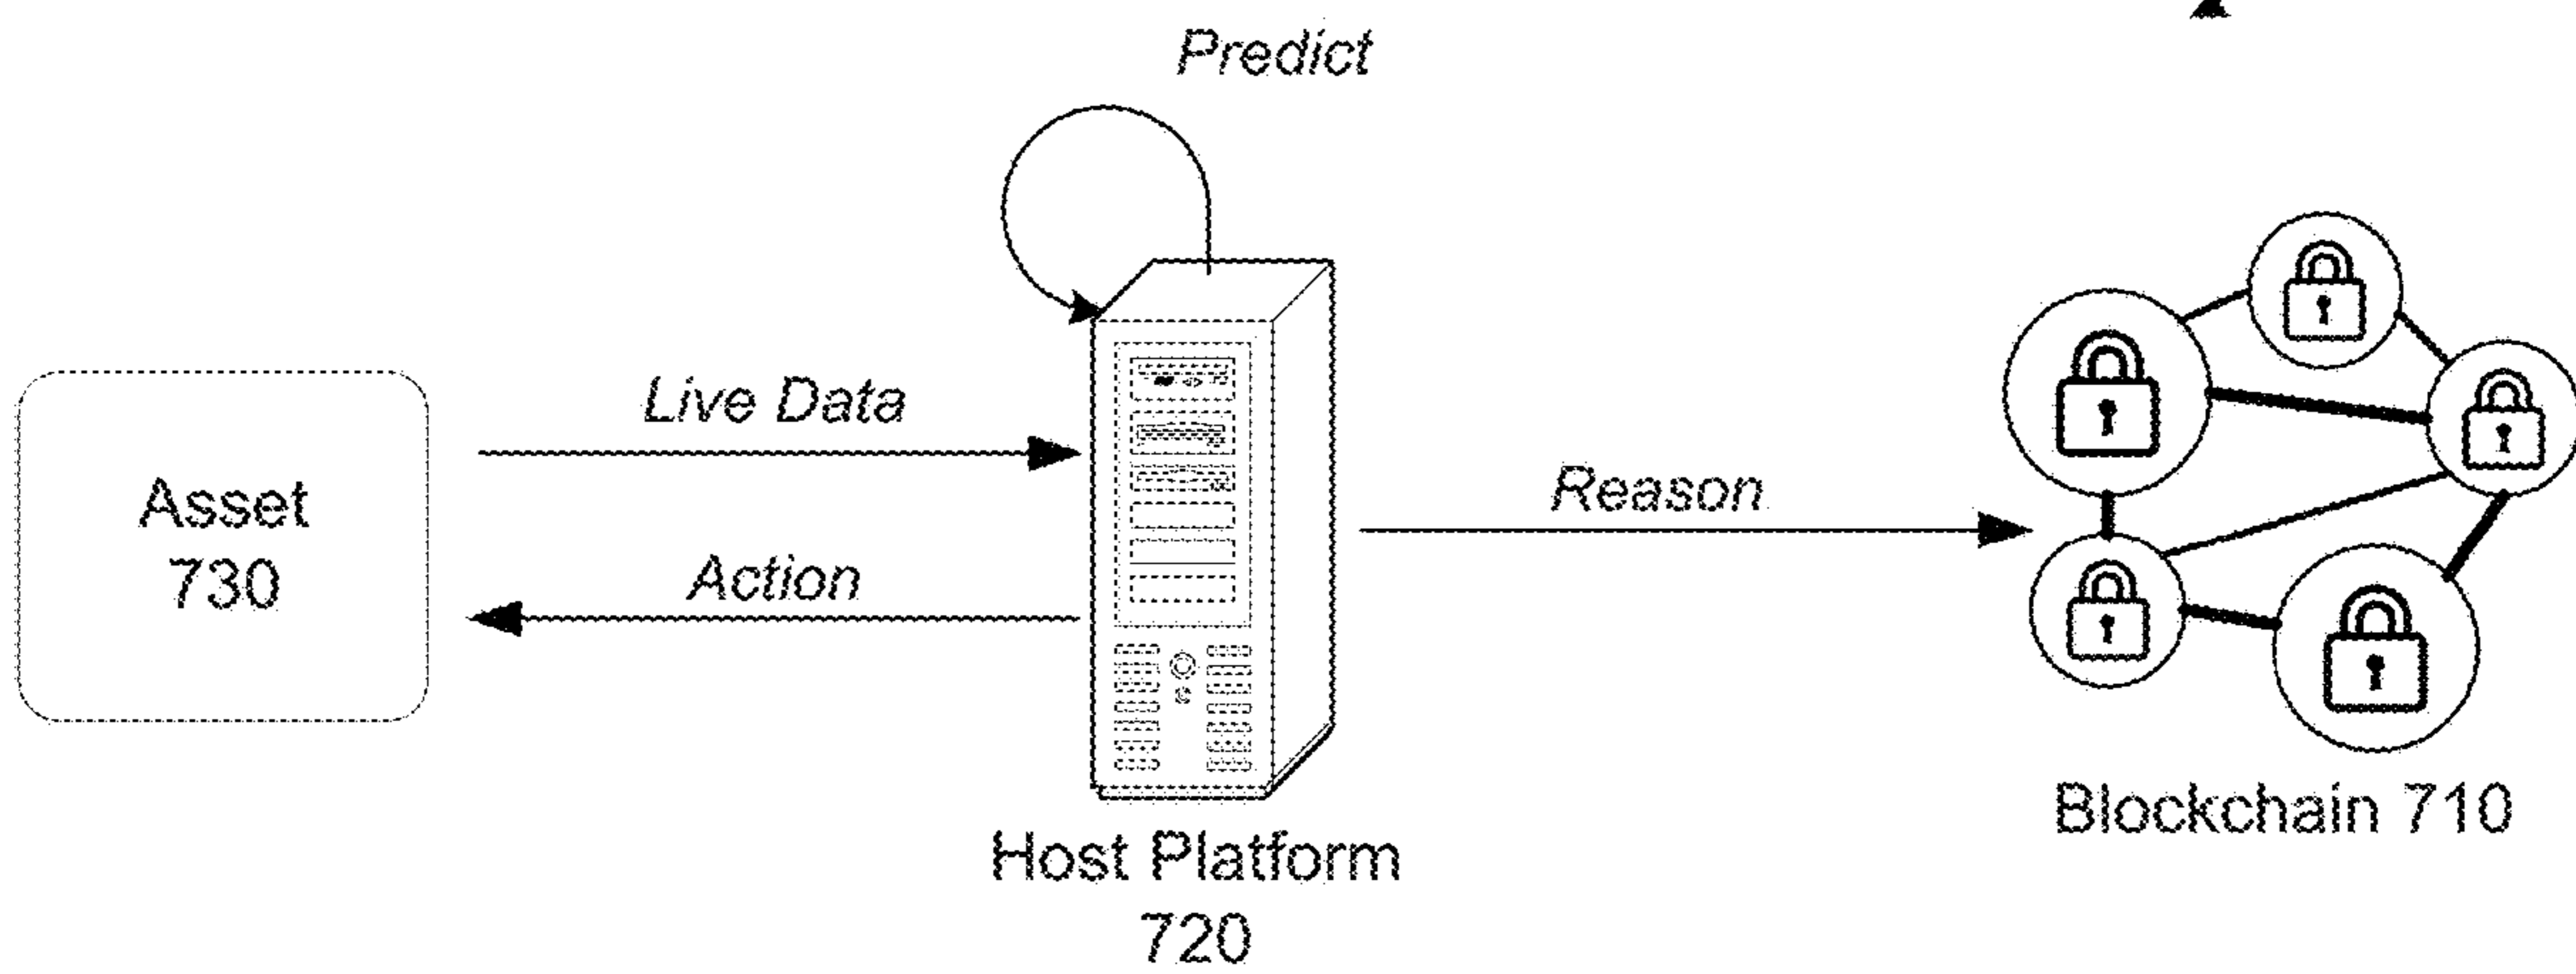 Predict
Live Data
Asset
730
Action
Reason
Blockchain 710
Host Platform
720